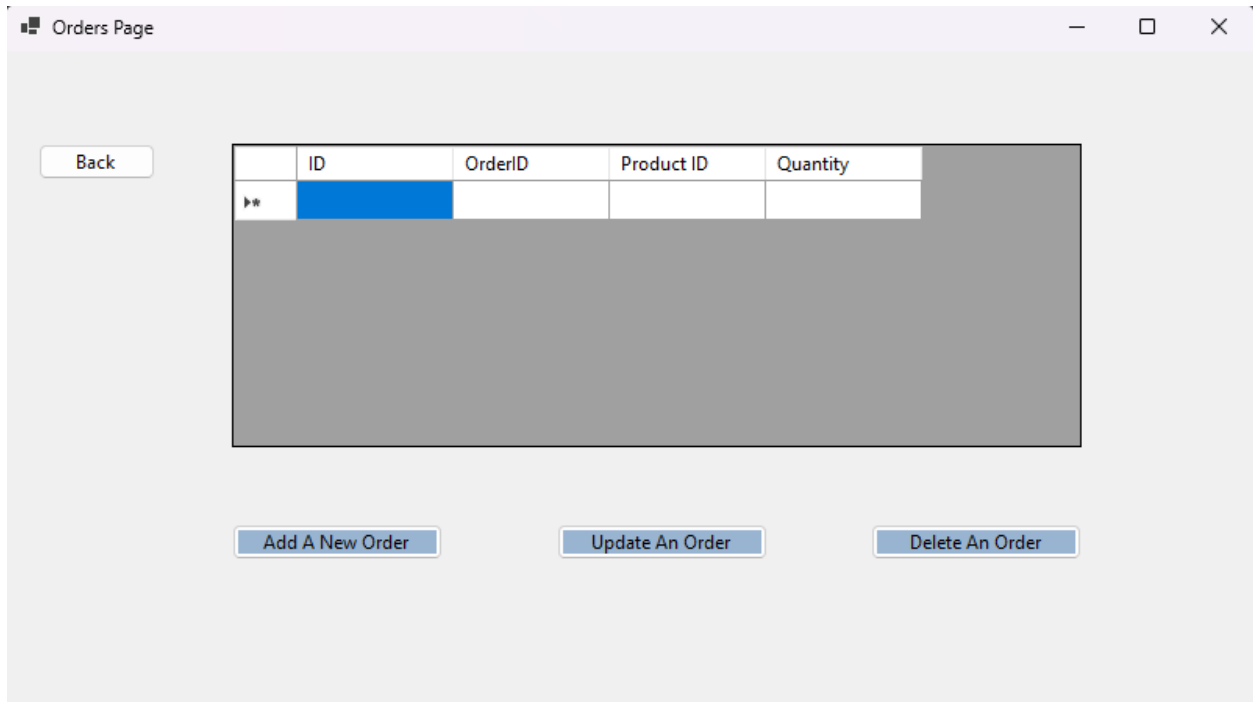 Orders Page
Back
ID OrderID Product ID Quantity
Add A New Order Update An Order Delete An Order